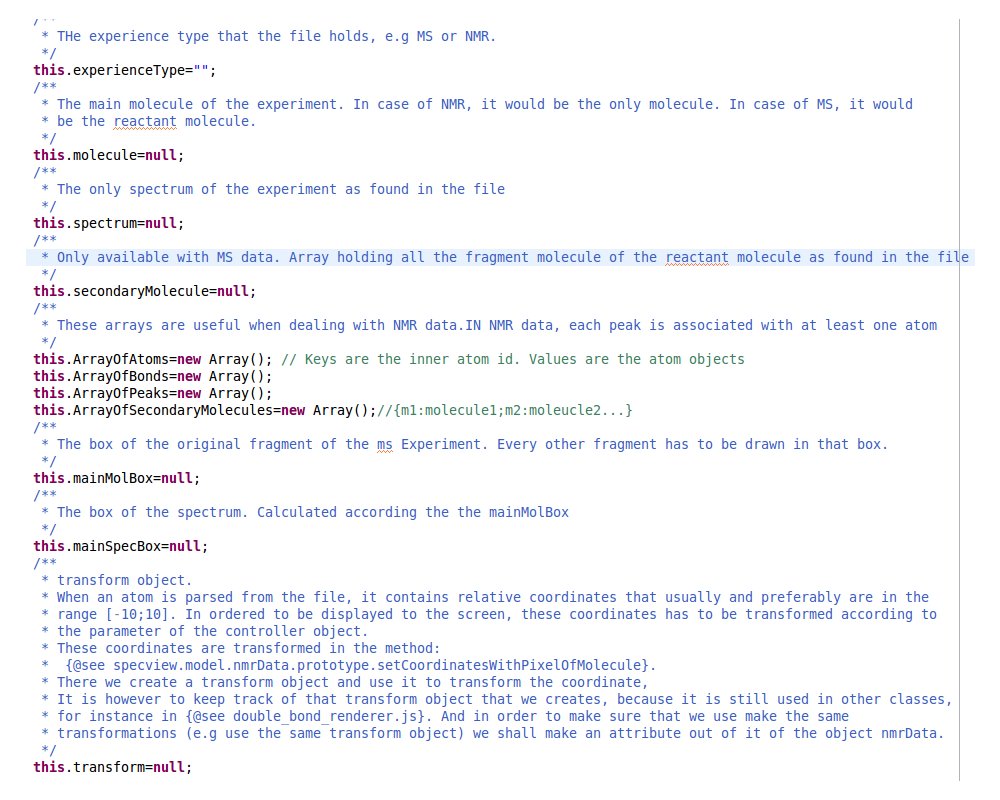 /**
* THe experience type that the file holds, e.g MS or NMR.
*/
this.experienceType="";
/**
* The main molecule of the experiment. In case of NMR, it would be the only molecule. In case of MS, it would
* be the reactant molecule.
*/
this.molecule=null;
/**
* The only spectrum of the experiment as found in the file
*/
this.spectrum=null;
/**
* Only available with MS data. Array holding all the fragment molecule of the reactant molecule as found in the file
*/
this.secondaryMolecule=null;
/**
* These arrays are useful when dealing with NMR data.IN NMR data, each peak is associated with at least one atom
*/
this.ArrayOfAtoms=new Array(); // Keys are the inner atom id. Values are the atom objects
this.ArrayOfBonds=new Array();
this.ArrayOfPeaks=new Array();
this.ArrayOfSecondaryMolecules=new Array();//{m1:molecule1;m2:moleucle2...}
/**
* The box of the original fragment of the ms Experiment. Every other fragment has to be drawn in that box.
*/
this.mainMolBox=null;
/**
* The box of the spectrum. Calculated according the the mainMolBox
*/
this.mainSpecBox=null;
/**
* transform object.
* When an atom is parsed from the file, it contains relative coordinates that usually and preferably are in the
* range [-10;10]. In ordered to be displayed to the screen, these coordinates has to be transformed according to
* the parameter of the controller object.
* These coordinates are transformed in the method:
*  {@see specview.model.nmrData.prototype.setCoordinatesWithPixelOfMolecule}.
* There we create a transform object and use it to transform the coordinate,
* It is however to keep track of that transform object that we creates, because it is still used in other classes,
* for instance in {@see double_bond_renderer.js}. And in order to make sure that we use make the same
* transformations (e.g use the same transform object) we shall make an attribute out of it of the object nmrData.
*/
this.transform=null;